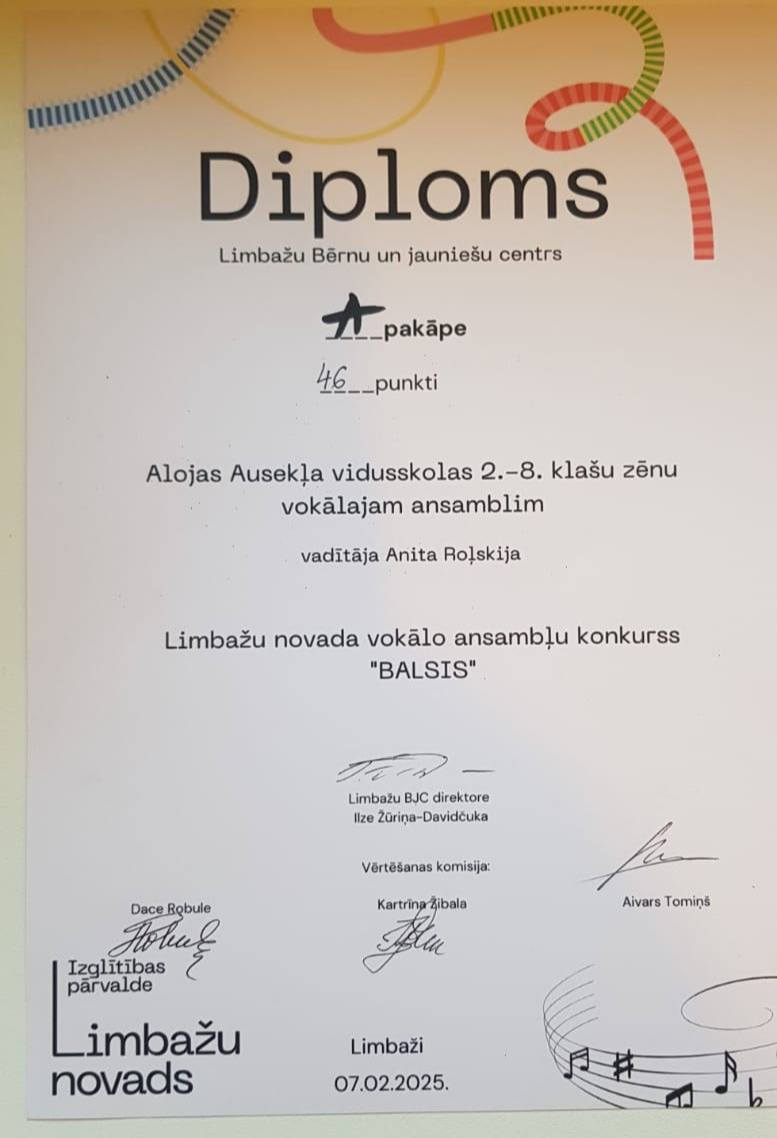 Diploms
Limbažu Bērnu un jauniešu centrs
A pakāpe
46 punkti
Alojas Ausekļa vidusskolas 2.-8. klašu zēnu
vokālajam ansamblim
vadītāja Anita Roļskija
Limbažu novada vokālo ansambļu konkurss
"BALSIS"
Limbažu BJC direktore
Ilze Žūriņa-Davidčuka
Vērtēšanas komisija:
Dace Robule
Kartrīna Žibala
Aivars Tomiņš
Izglītības
pārvalde
Limbažu
novads
Limbaži
07.02.2025.